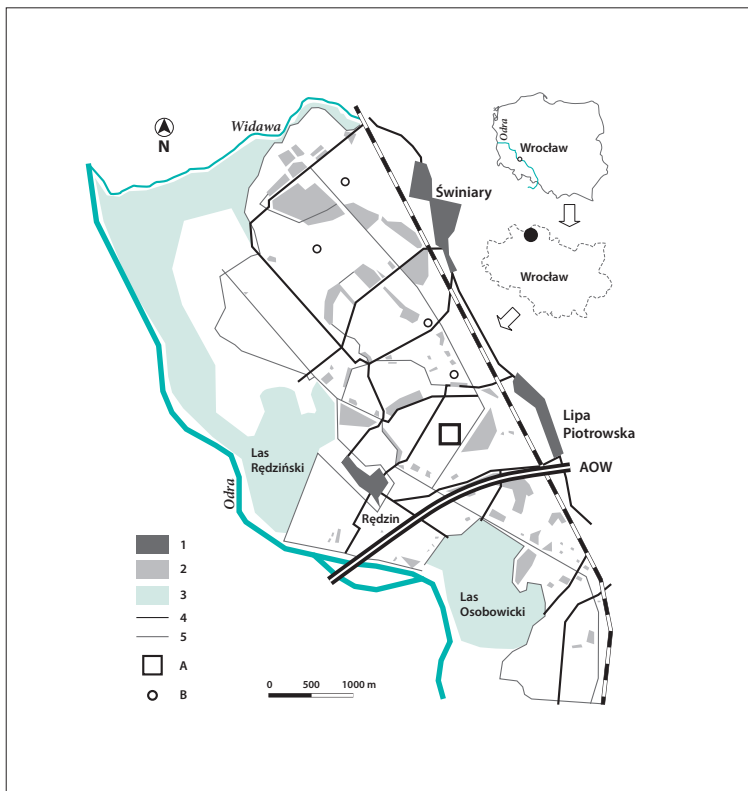 Widawa
N
Odra
Wrocław
Świniary
Wrocław
Lipa
Piotrowska
Las
Rędziński
AOW
Odra
Rędzin
1
2
3
Las
Osobowicki
4
5
A
B
0 500 1000 m